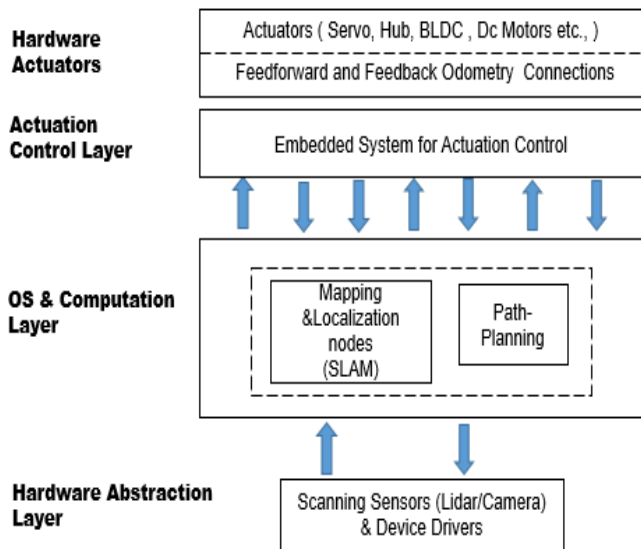 Hardware
Actuators
Actuators ( Servo, Hub, BLDC , Dc Motors etc., )
Feedforward and Feedback Odometry Connections
Actuation
Control Layer
Embedded System for Actuation Control
OS & Computation
Layer
Mapping
&Localization
nodes
(SLAM)
Path-
Planning
Hardware Abstraction
Layer
Scanning Sensors (Lidar/Camera)
& Device Drivers